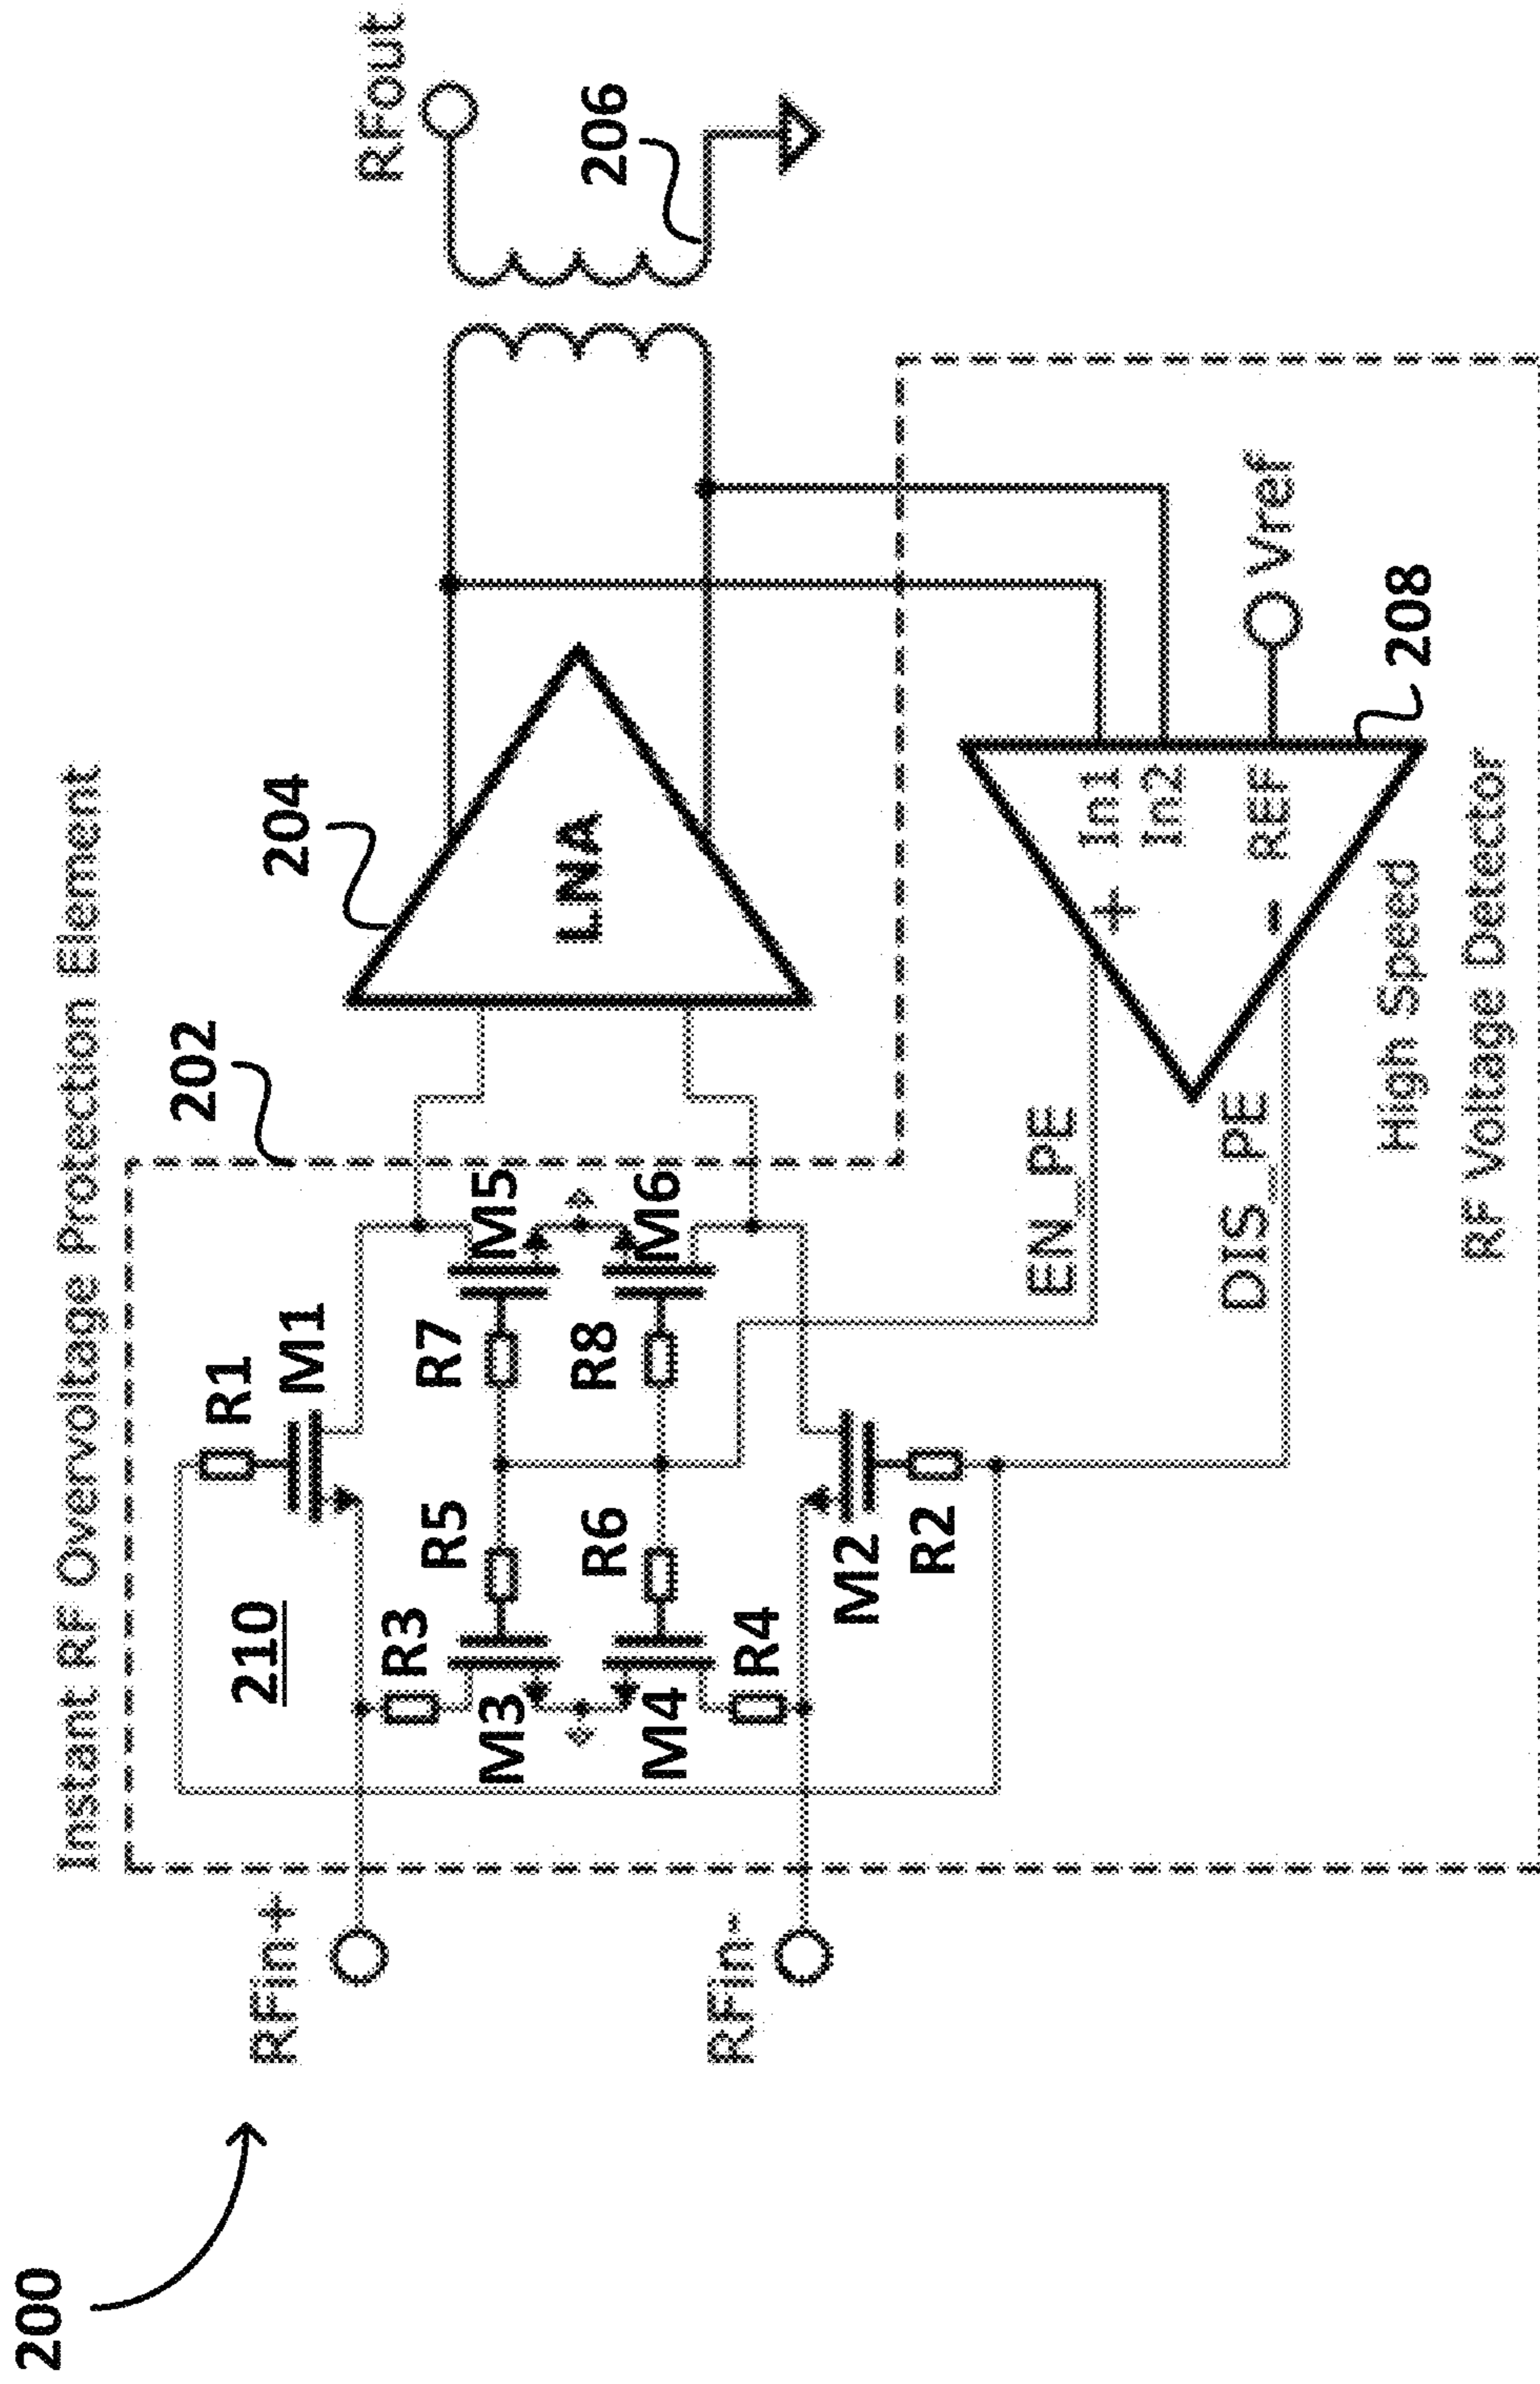 200
Instant RF Overvoltage Protection Element
202
204
RFout
206
RFin+
210
R1
M1
R3
R5
R7
M5
M3
LNA
M4
R6
R8
M6
R4
RFin-
M2
R2
EN_PE
DIS_PE
+
In1
In2
-
REF
Vref
208
High Speed
RF Voltage Detector